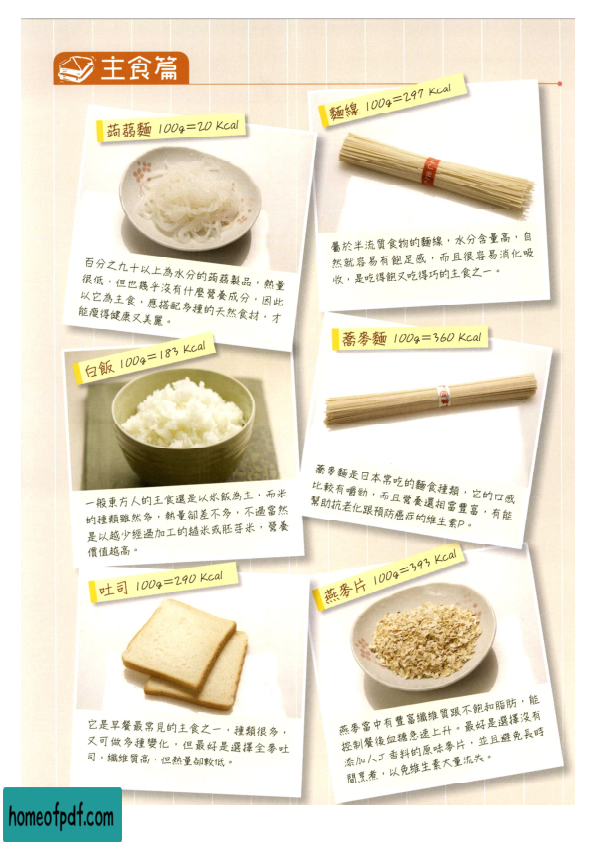 主食篇
蒟蒻麵 100g=20 Kcal
百分之九十以上為水分的蒟蒻製品，熱量
很低．但也幾乎沒有什麼營養成分，因此
以它為主食，應搭配多種的天然食材，才
能瘦得健康又美麗。
麵線 100g=297 Kcal
屬於半流質食物的麵線，水分含量高，自
然就容易有飽足感，而且很容易消化吸
收，是吃得飽又吃得巧的主食之一。
白飯 100g=183 Kcal
一般東方人的主食還是以米飯為主，而米
的種類雖然多，熱量卻差不多，不過當然
是以越少經過加工的糙米或胚芽米，營養
價值越高。
蕎麥麵 100g=360 Kcal
蕎麥麵是日本常吃的麵食種類，它的口感
比較有嚼勁，而且營養還相當豐富，有能
幫助抗老化跟預防癌症的維生素P。
吐司 100g=290 Kcal
它是早餐最常見的主食之一，種類很多，
又可做多種變化，但最好是選擇全麥吐
司，纖維質高．但熱量卻較低。
燕麥片 100g=393 Kcal
燕麥當中有豐富纖維質跟不飽和脂肪，能
控制餐後血糖急速上升。最好是選擇沒有
添加人工香料的原味麥片，並且避免長時
間烹煮，以免維生素大量流失。
homeofpdf.com